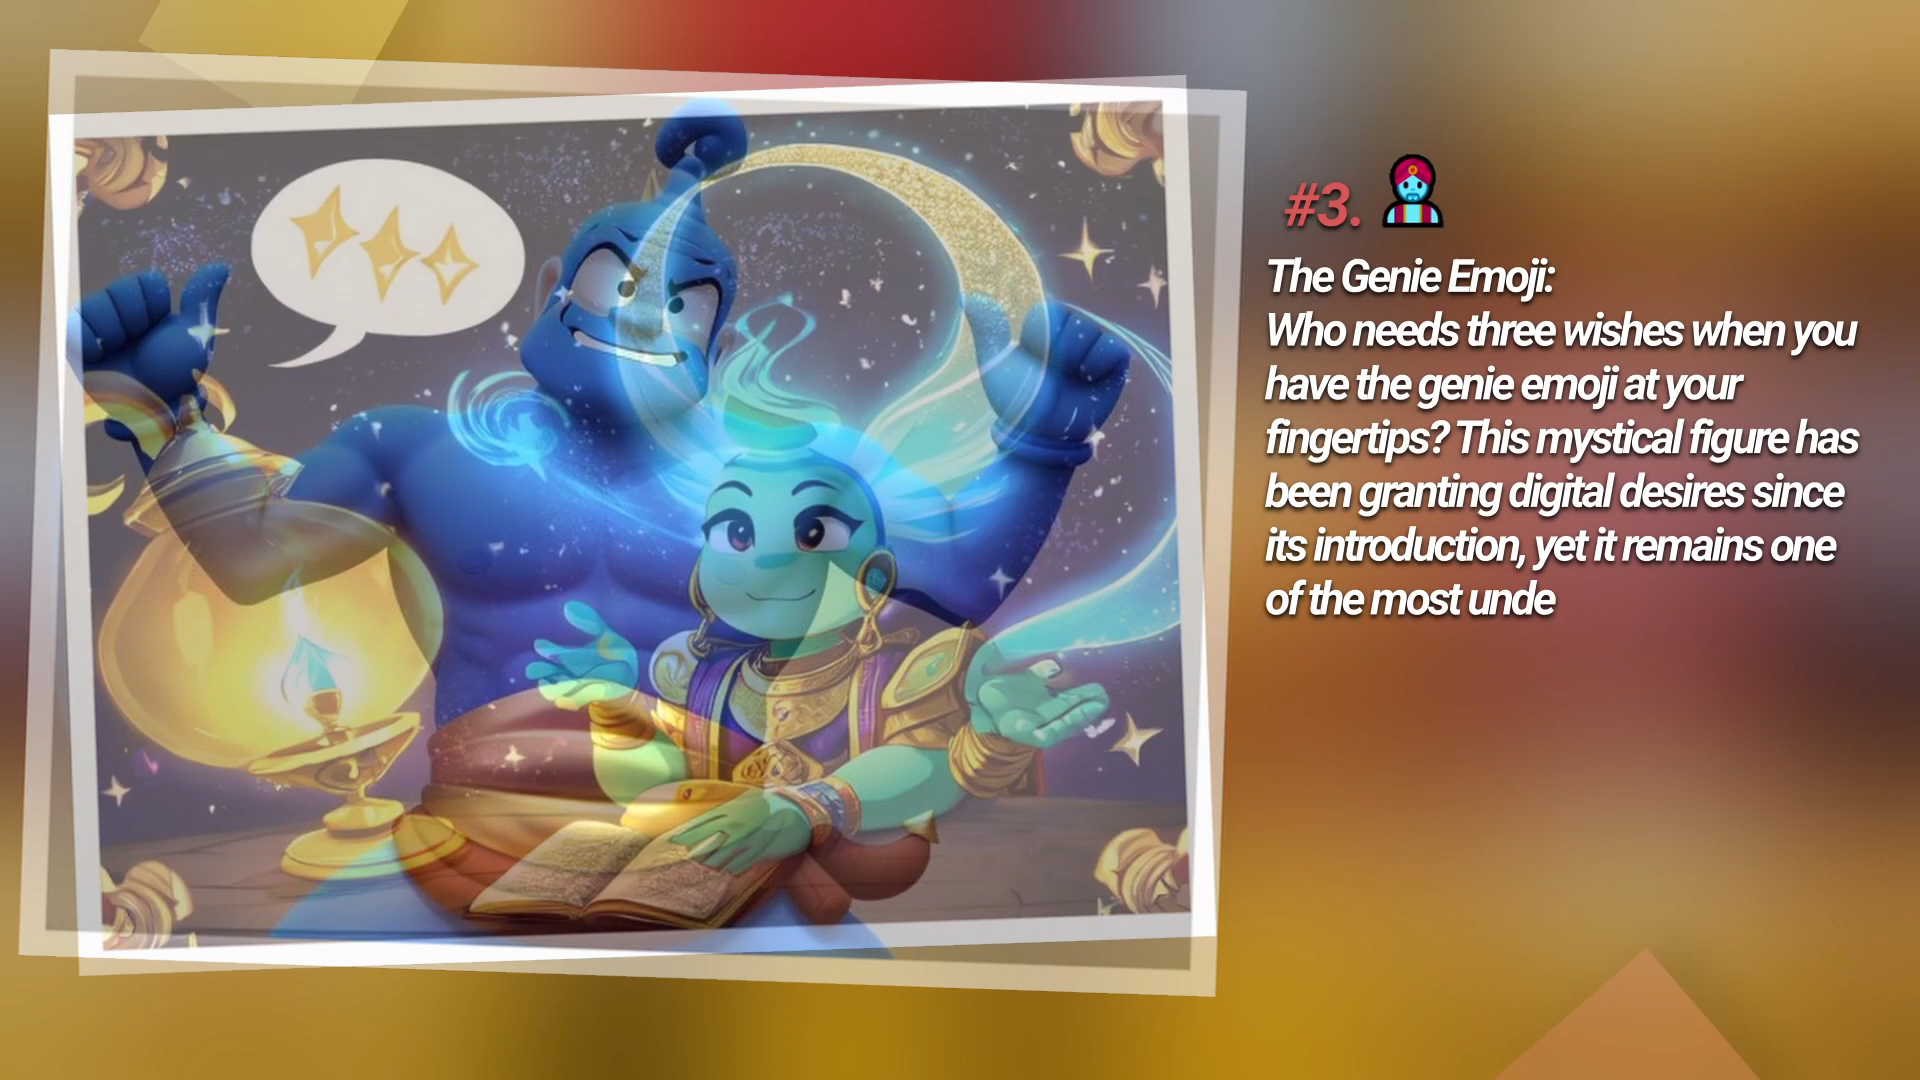 #3.
The Genie Emoji:
Who needs three wishes when you
have the genie emoji at your
fingertips? This mystical figure has
been granting digital desires since
its introduction, yet it remains one
of the most unde